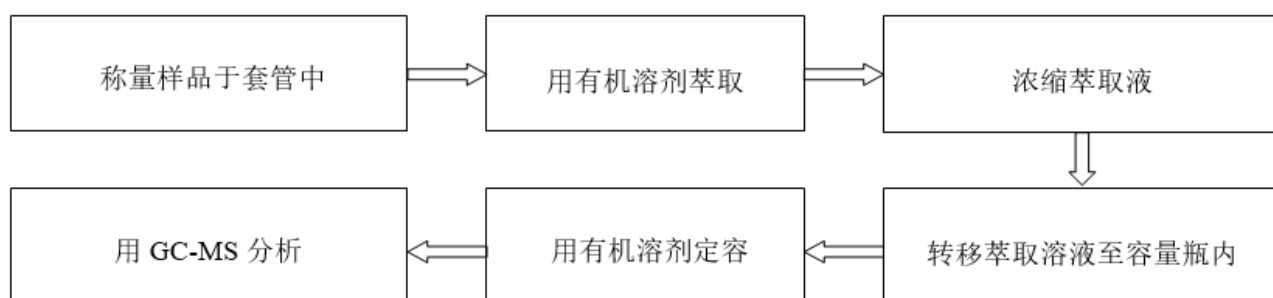 称量样品于套管中
用有机溶剂萃取
浓缩萃取液
转移萃取溶液至容量瓶内
用有机溶剂定容
用 GC-MS 分析